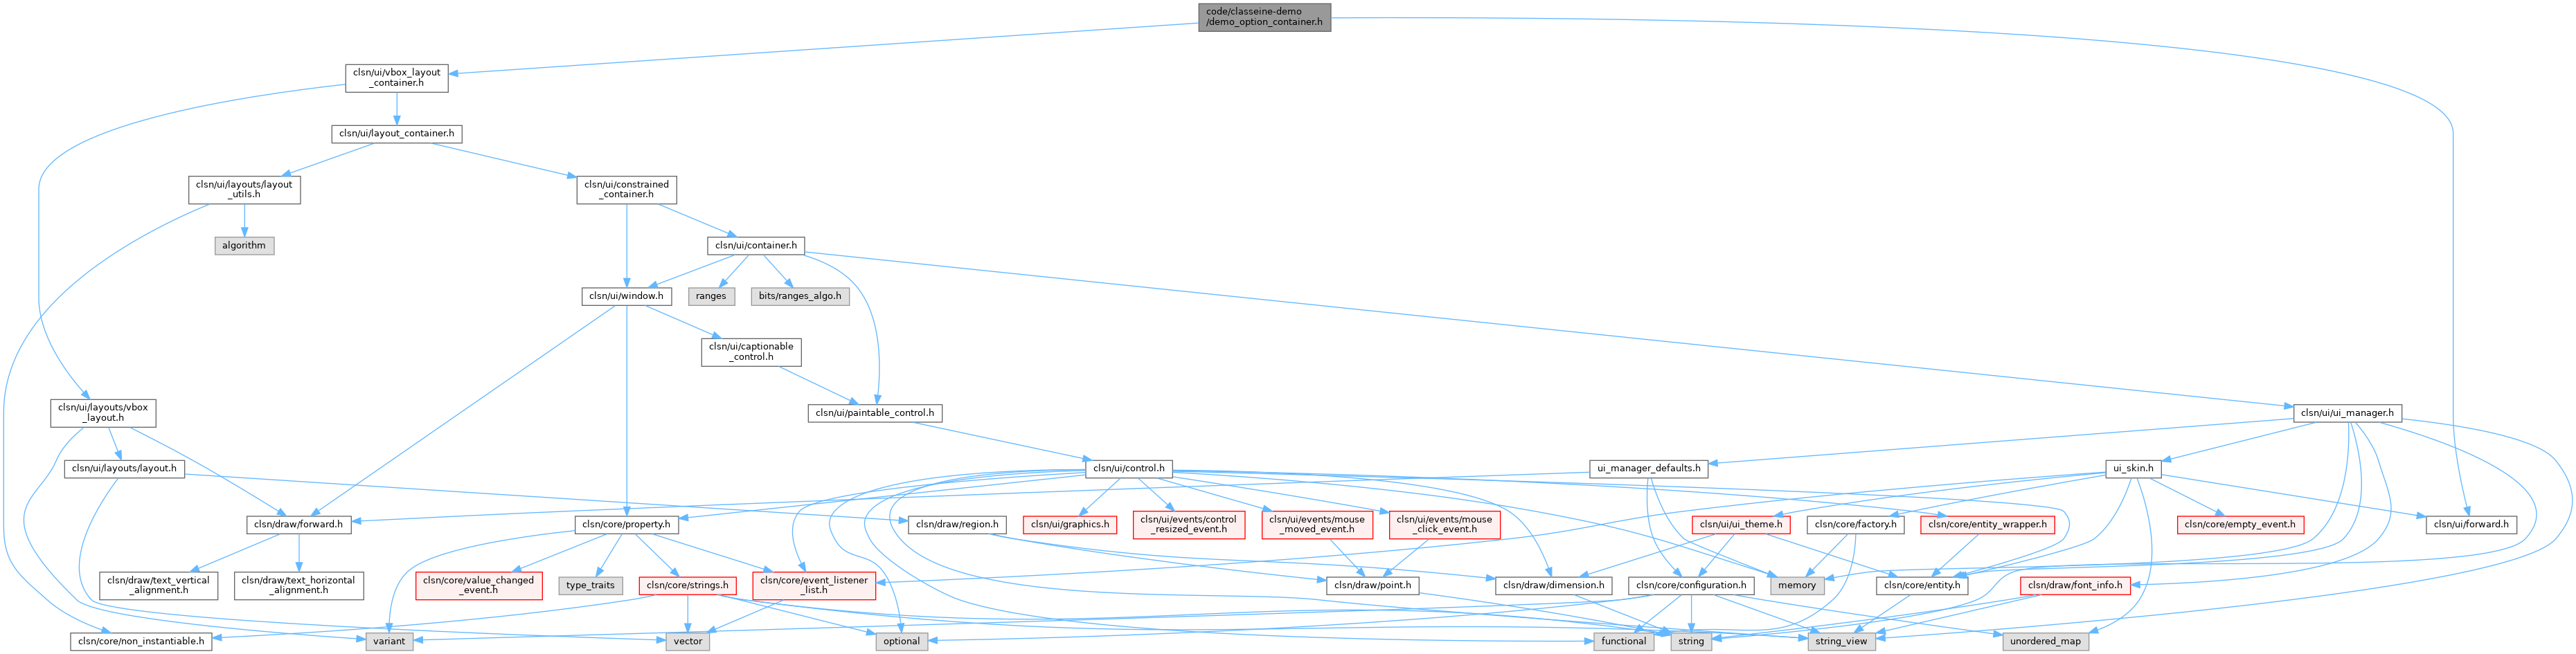 code/classeine-demo
/demo_option_container.h
clsn/ui/vbox_layout
_container.h
clsn/ui/layout_container.h
clsn/ui/layouts/layout
_utils.h
clsn/ui/constrained
_container.h
algorithm
clsn/ui/container.h
clsn/ui/window.h
ranges
bits/ranges_algo.h
clsn/ui/captionable
_control.h
clsn/ui/layouts/vbox
_layout.h
clsn/ui/paintable_control.h
clsn/ui/ui_manager.h
clsn/ui/layouts/layout.h
clsn/ui/control.h
ui_manager_defaults.h
ui_skin.h
clsn/draw/forward.h
clsn/core/property.h
clsn/draw/region.h
clsn/ui/graphics.h
clsn/ui/events/control
_resized_event.h
clsn/ui/events/mouse
_moved_event.h
clsn/ui/events/mouse
_click_event.h
clsn/ui/ui_theme.h
clsn/core/factory.h
clsn/core/entity_wrapper.h
clsn/core/empty_event.h
clsn/ui/forward.h
clsn/draw/text_vertical
_alignment.h
clsn/draw/text_horizontal
_alignment.h
clsn/core/value_changed
_event.h
type_traits
clsn/core/strings.h
clsn/core/event_listener
_list.h
clsn/draw/point.h
clsn/draw/dimension.h
clsn/core/configuration.h
memory
clsn/core/entity.h
clsn/draw/font_info.h
clsn/core/non_instantiable.h
variant
vector
optional
functional
string
string_view
unordered_map